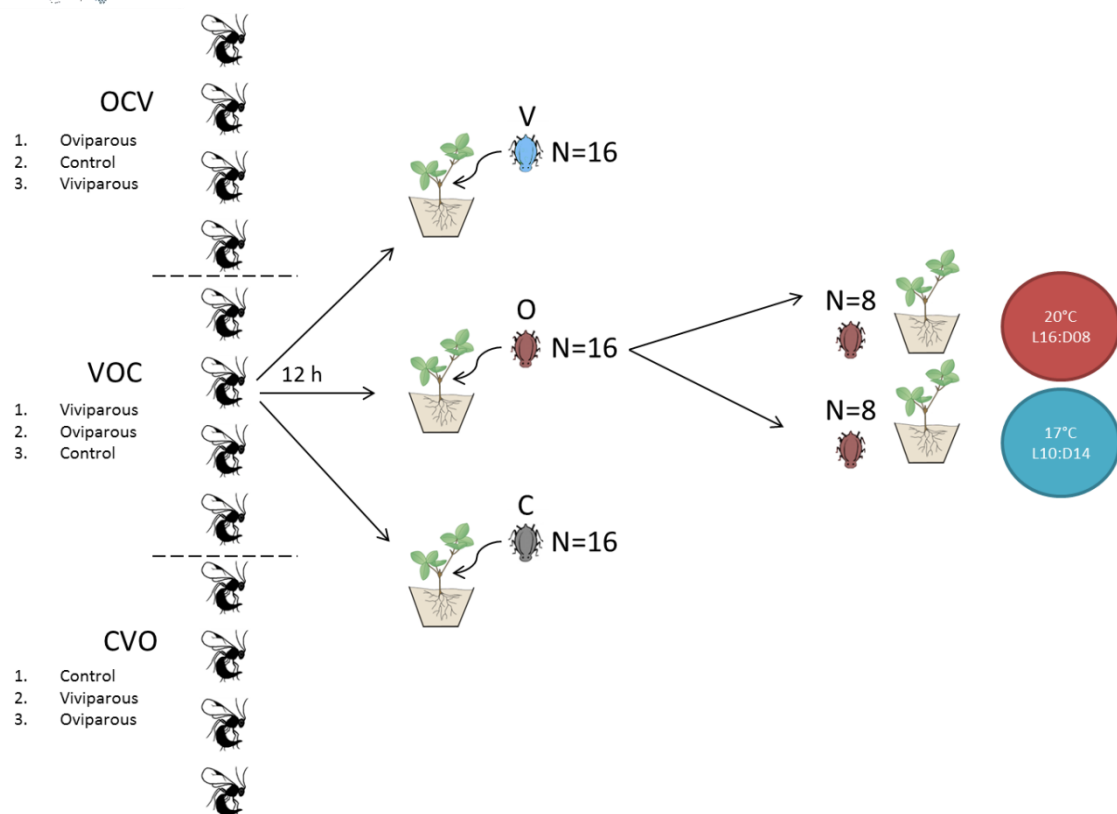 OCV
1. Oviparous
2. Control
3. Viviparous
VOC
1. Viviparous
2. Oviparous
3. Control
CVO
1. Control
2. Viviparous
3. Oviparous
12 h
V
N=16
O
N=16
C
N=16
N=8
20°C
L16:D08
N=8
17°C
L10:D14